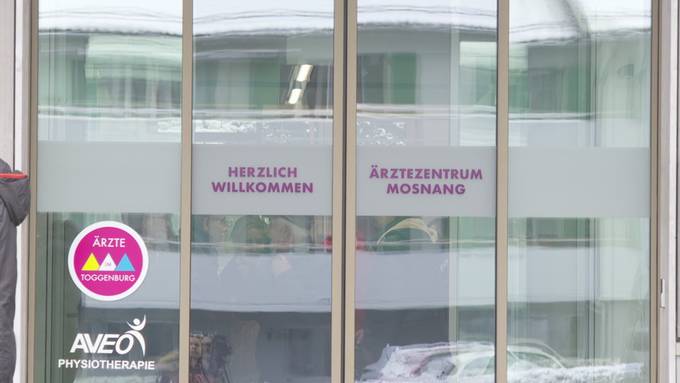 HERZLICH
WILLKOMMEN
ÄRZTEZENTRUM
MOSNANG
ÄRZTE
TOGGENBURG
AVEO
PHYSIOTHERAPIE